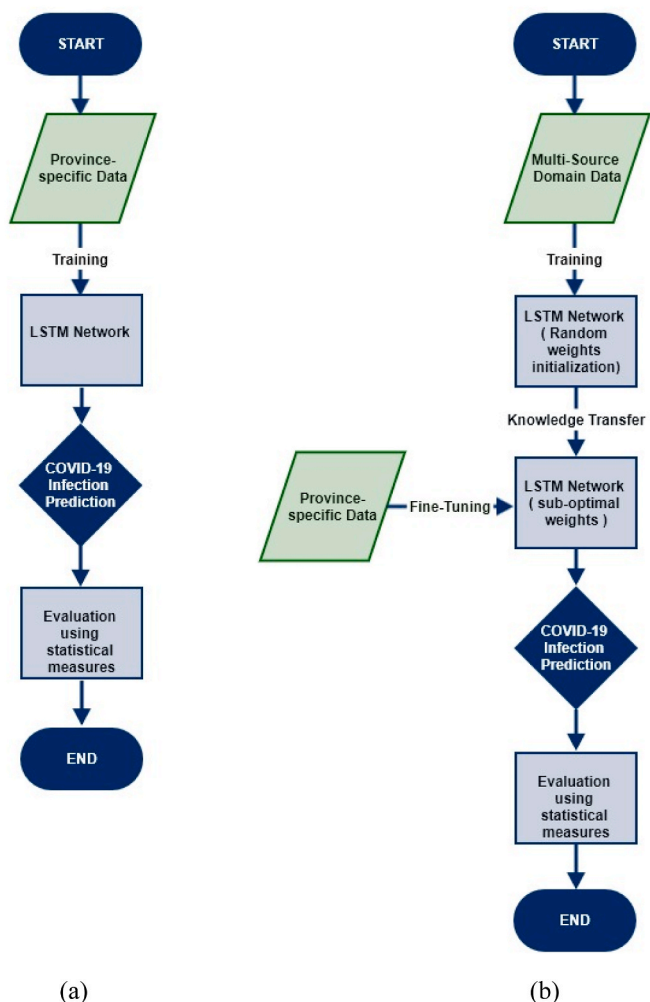 START
Province-
specific Data
Training
LSTM Network
COVID-19
Infection
Prediction
Evaluation
using
statistical
measures
END
(a)
START
Multi-Source
Domain Data
Training
LSTM Network
( Random
weights
initialization)
Knowledge Transfer
Province-
specific Data
Fine-Tuning
LSTM Network
( sub-optimal
weights )
COVID-19
Infection
Prediction
Evaluation
using
statistical
measures
END
(b)